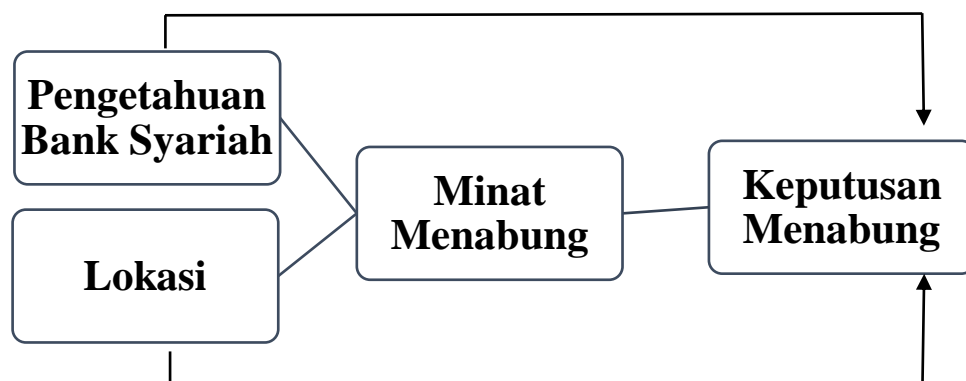 Pengetahuan
Bank Syariah
Minat
Menabung
Keputusan
Menabung
Lokasi